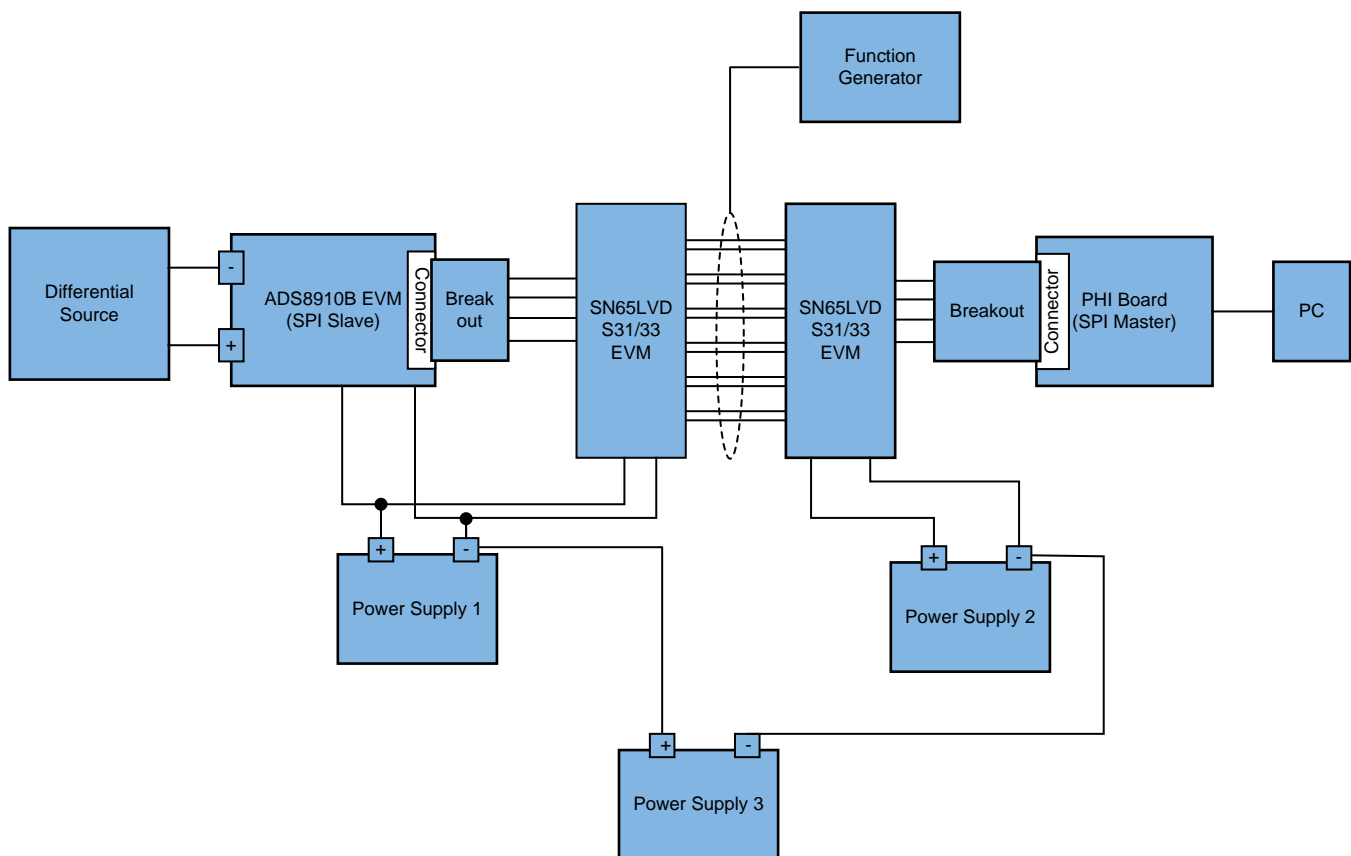 Function
Generator
Differential
Source
-
+
ADS8910B EVM
(SPI Slave)
Connector
Break
out
SN65LVD
S31/33
EVM
SN65LVD
S31/33
EVM
Breakout
Connector
PHI Board
(SPI Master)
PC
+
-
Power Supply 1
+
-
Power Supply 2
+
-
Power Supply 3